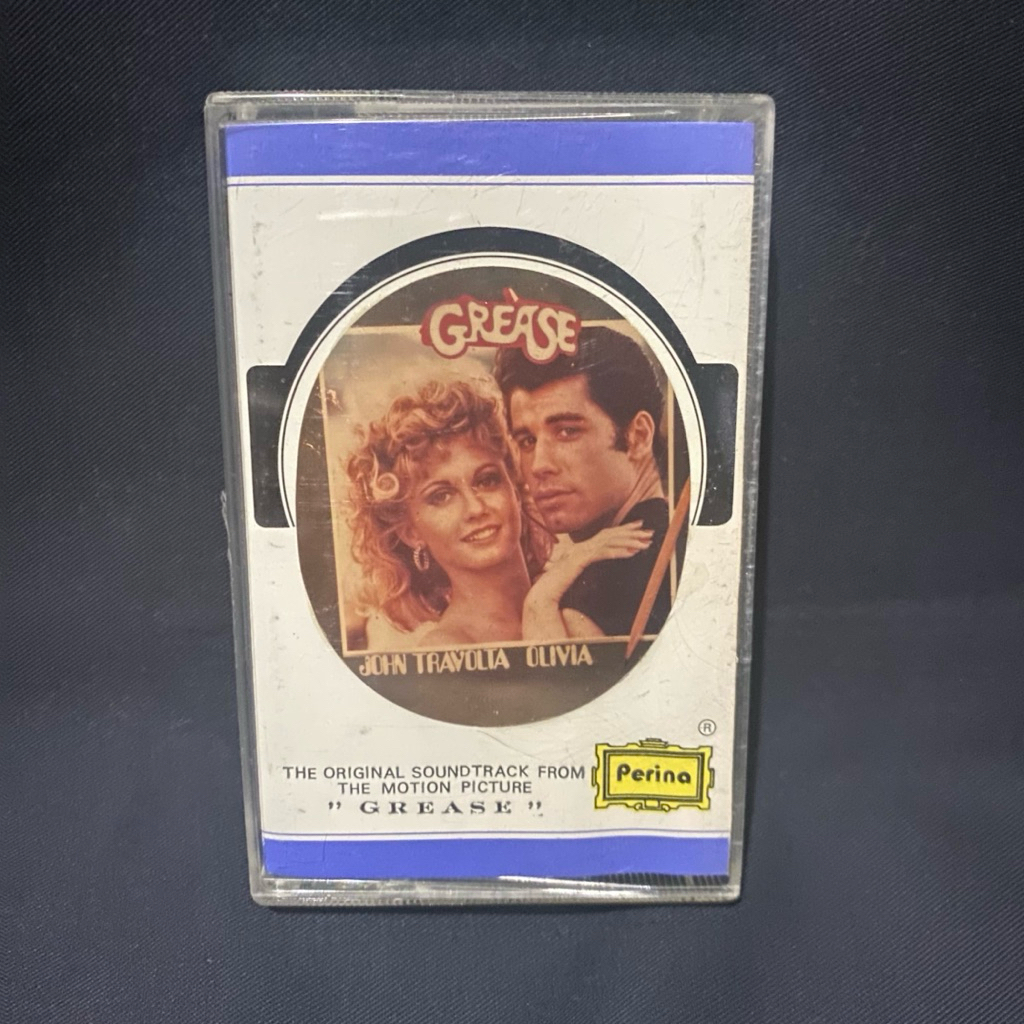 GREASE
JOHN TRAVOLTA OLIVIA
®
THE ORIGINAL SOUNDTRACK FROM
THE MOTION PICTURE
" GREASE "
Perina